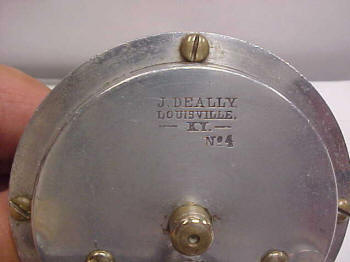 J. DEALLY.
LOUISVILLE,
— KY. —
No 4